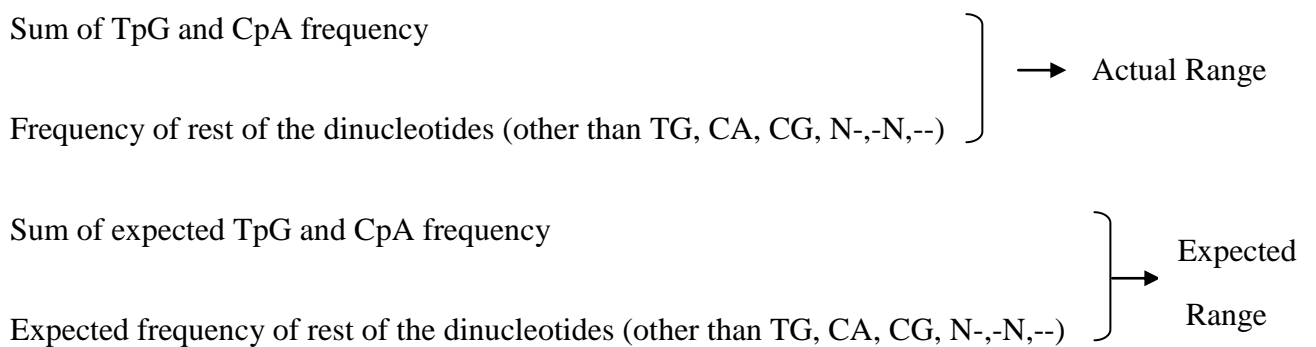 Sum of TpG and CpA frequency
Actual Range
Frequency of rest of the dinucleotides (other than TG, CA, CG, N-,-N,--)
Sum of expected TpG and CpA frequency
Expected
Range
Expected frequency of rest of the dinucleotides (other than TG, CA, CG, N-,-N,--)